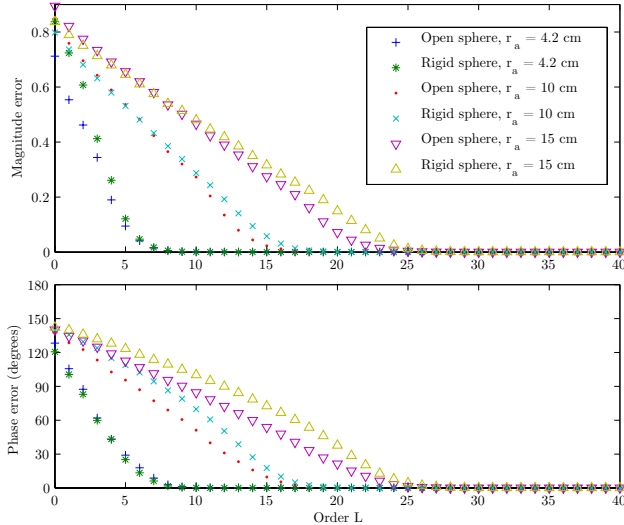 0.8
0.6
0.4
0.2
0
Magnitude error
0 5 10 15 20 25 30 35 40
Open sphere, r_a = 4.2 cm
Rigid sphere, r_a = 4.2 cm
Open sphere, r_a = 10 cm
Rigid sphere, r_a = 10 cm
Open sphere, r_a = 15 cm
Rigid sphere, r_a = 15 cm
180
150
120
90
60
30
0
Phase error (degrees)
0 5 10 15 20 25 30 35 40
Order L